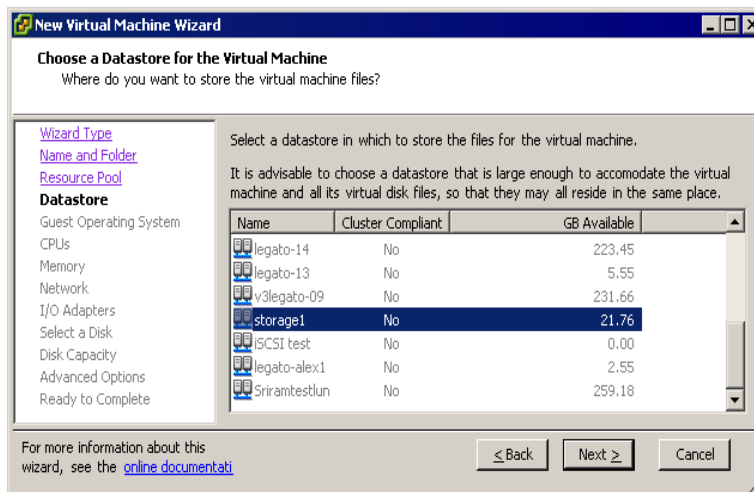 New Virtual Machine Wizard
Choose a Datastore for the Virtual Machine
Where do you want to store the virtual machine files?
Wizard Type
Name and Folder
Resource Pool
Datastore
Guest Operating System
CPUs
Memory
Network
I/O Adapters
Select a Disk
Disk Capacity
Advanced Options
Ready to Complete
Select a datastore in which to store the files for the virtual machine.
It is advisable to choose a datastore that is large enough to accomodate the virtual
machine and all its virtual disk files, so that they may all reside in the same place.
Name Cluster Compliant GB Available
legato-14 No 223.45
legato-13 No 5.55
v3legato-09 No 231.66
storage1 No 21.76
iSCSI test No 0.00
legato-alex1 No 2.55
Sriramtestlun No 259.18
For more information about this
wizard, see the online documentati
< Back Next > Cancel